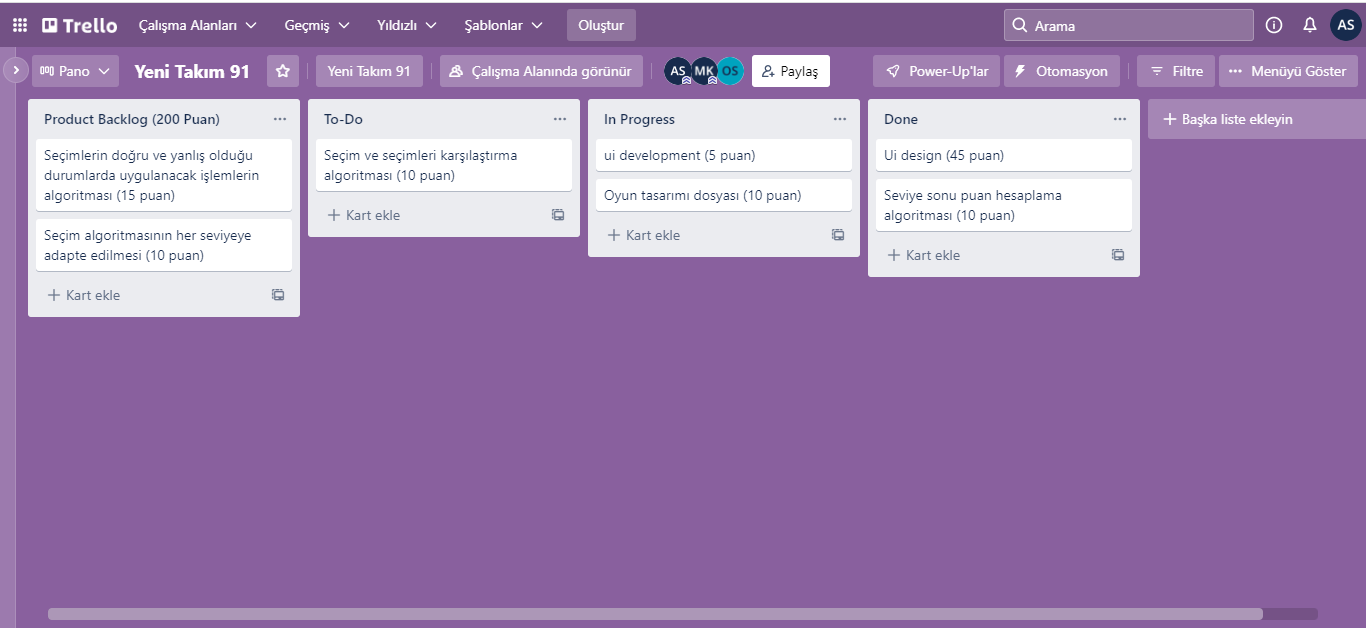 Trello Çalışma Alanları Geçmiş Yıldızlı Şablonlar Oluştur Arama AS
Pano Yeni Takım 91 Yeni Takım 91 Çalışma Alanında görünür AS MK OS Paylaş Power-Up'lar Otomasyon Filtre Menüyü Göster
Product Backlog (200 Puan)
Seçimlerin doğru ve yanlış olduğu
durumlarda uygulanacak işlemlerin
algoritması (15 puan)
Seçim algoritmasının her seviyeye
adapte edilmesi (10 puan)
Kart ekle
To-Do
Seçim ve seçimleri karşılaştırma
algoritması (10 puan)
Kart ekle
In Progress
ui development (5 puan)
Oyun tasarımı dosyası (10 puan)
Kart ekle
Done
Ui design (45 puan)
Seviye sonu puan hesaplama
algoritması (10 puan)
Kart ekle
Başka liste ekleyin